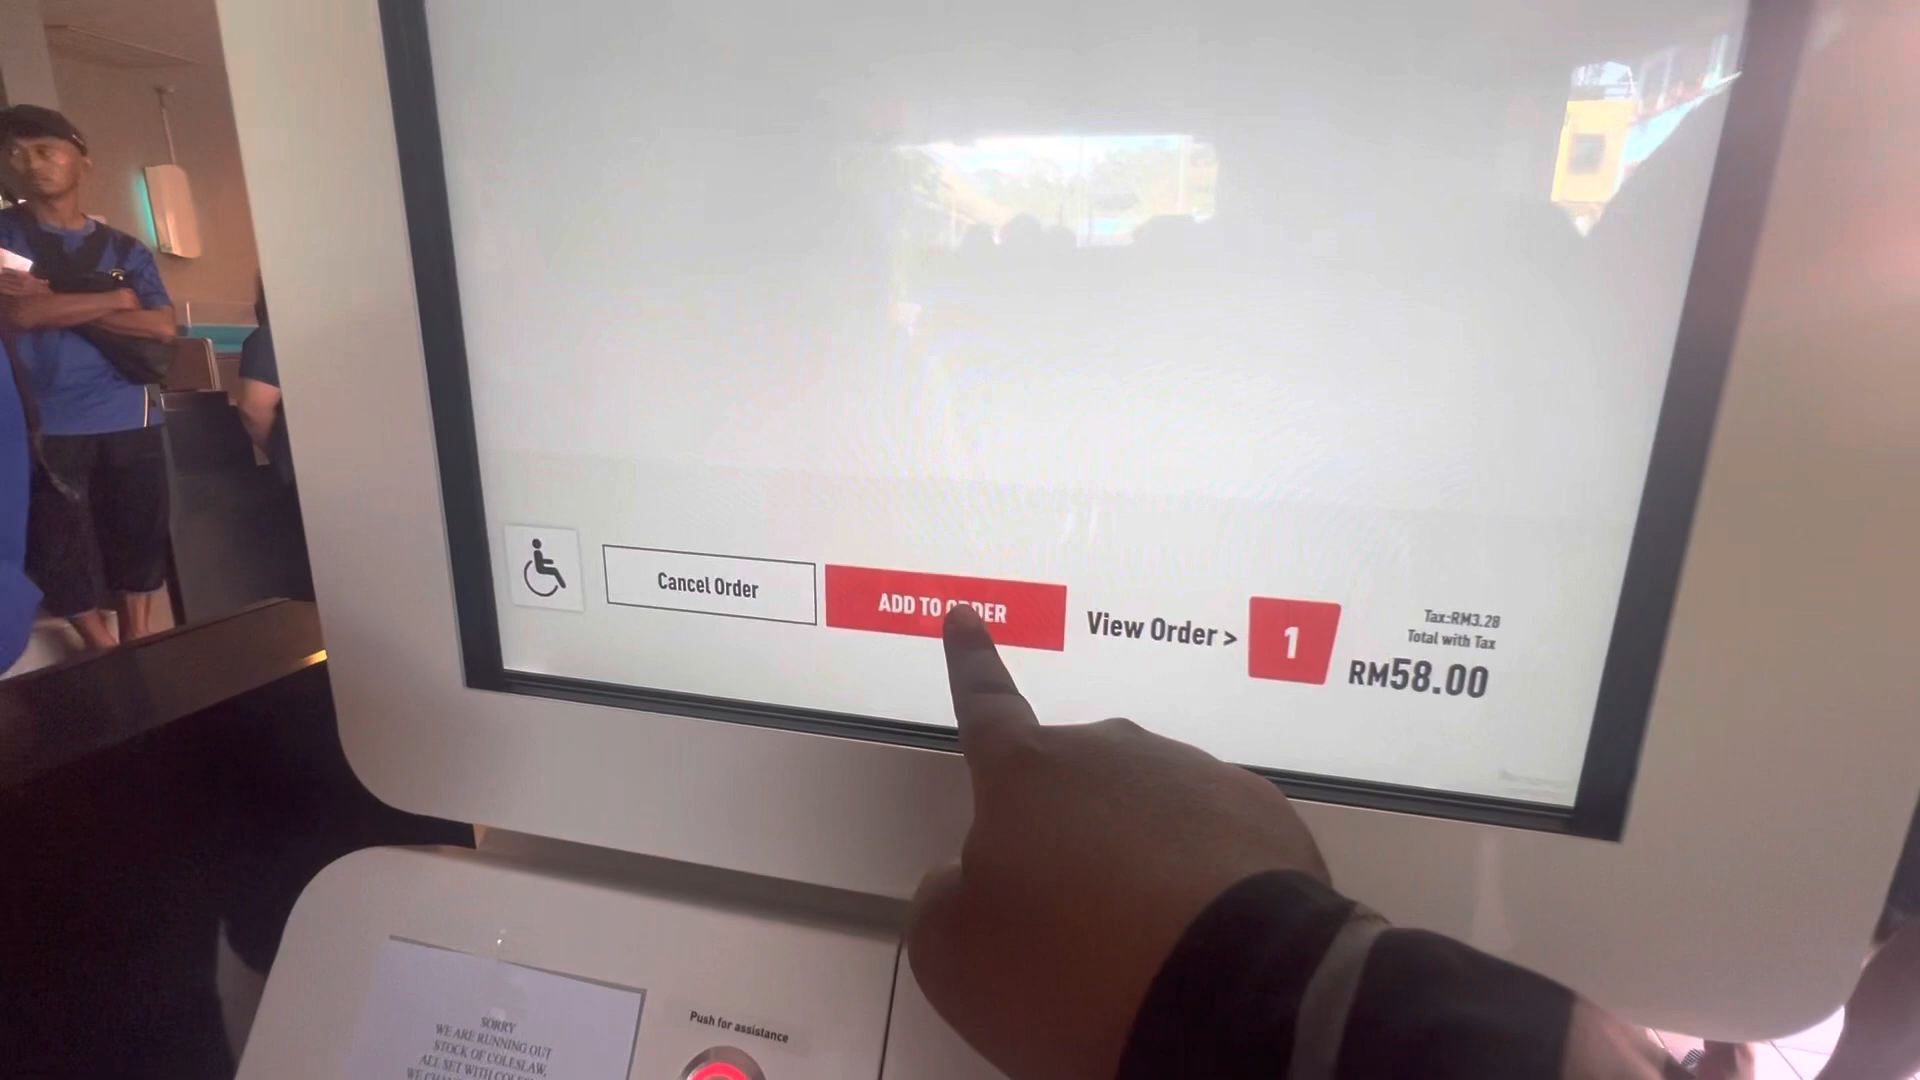 Cancel Order
ADD TO ORDER
View Order >
1
Tax:RM3.28
Total with Tax
RM58.00
Push for assistance
SORRY
WE ARE RUNNING OUT
STOCK OF COLESLAW,
ALL SET WITH
WE